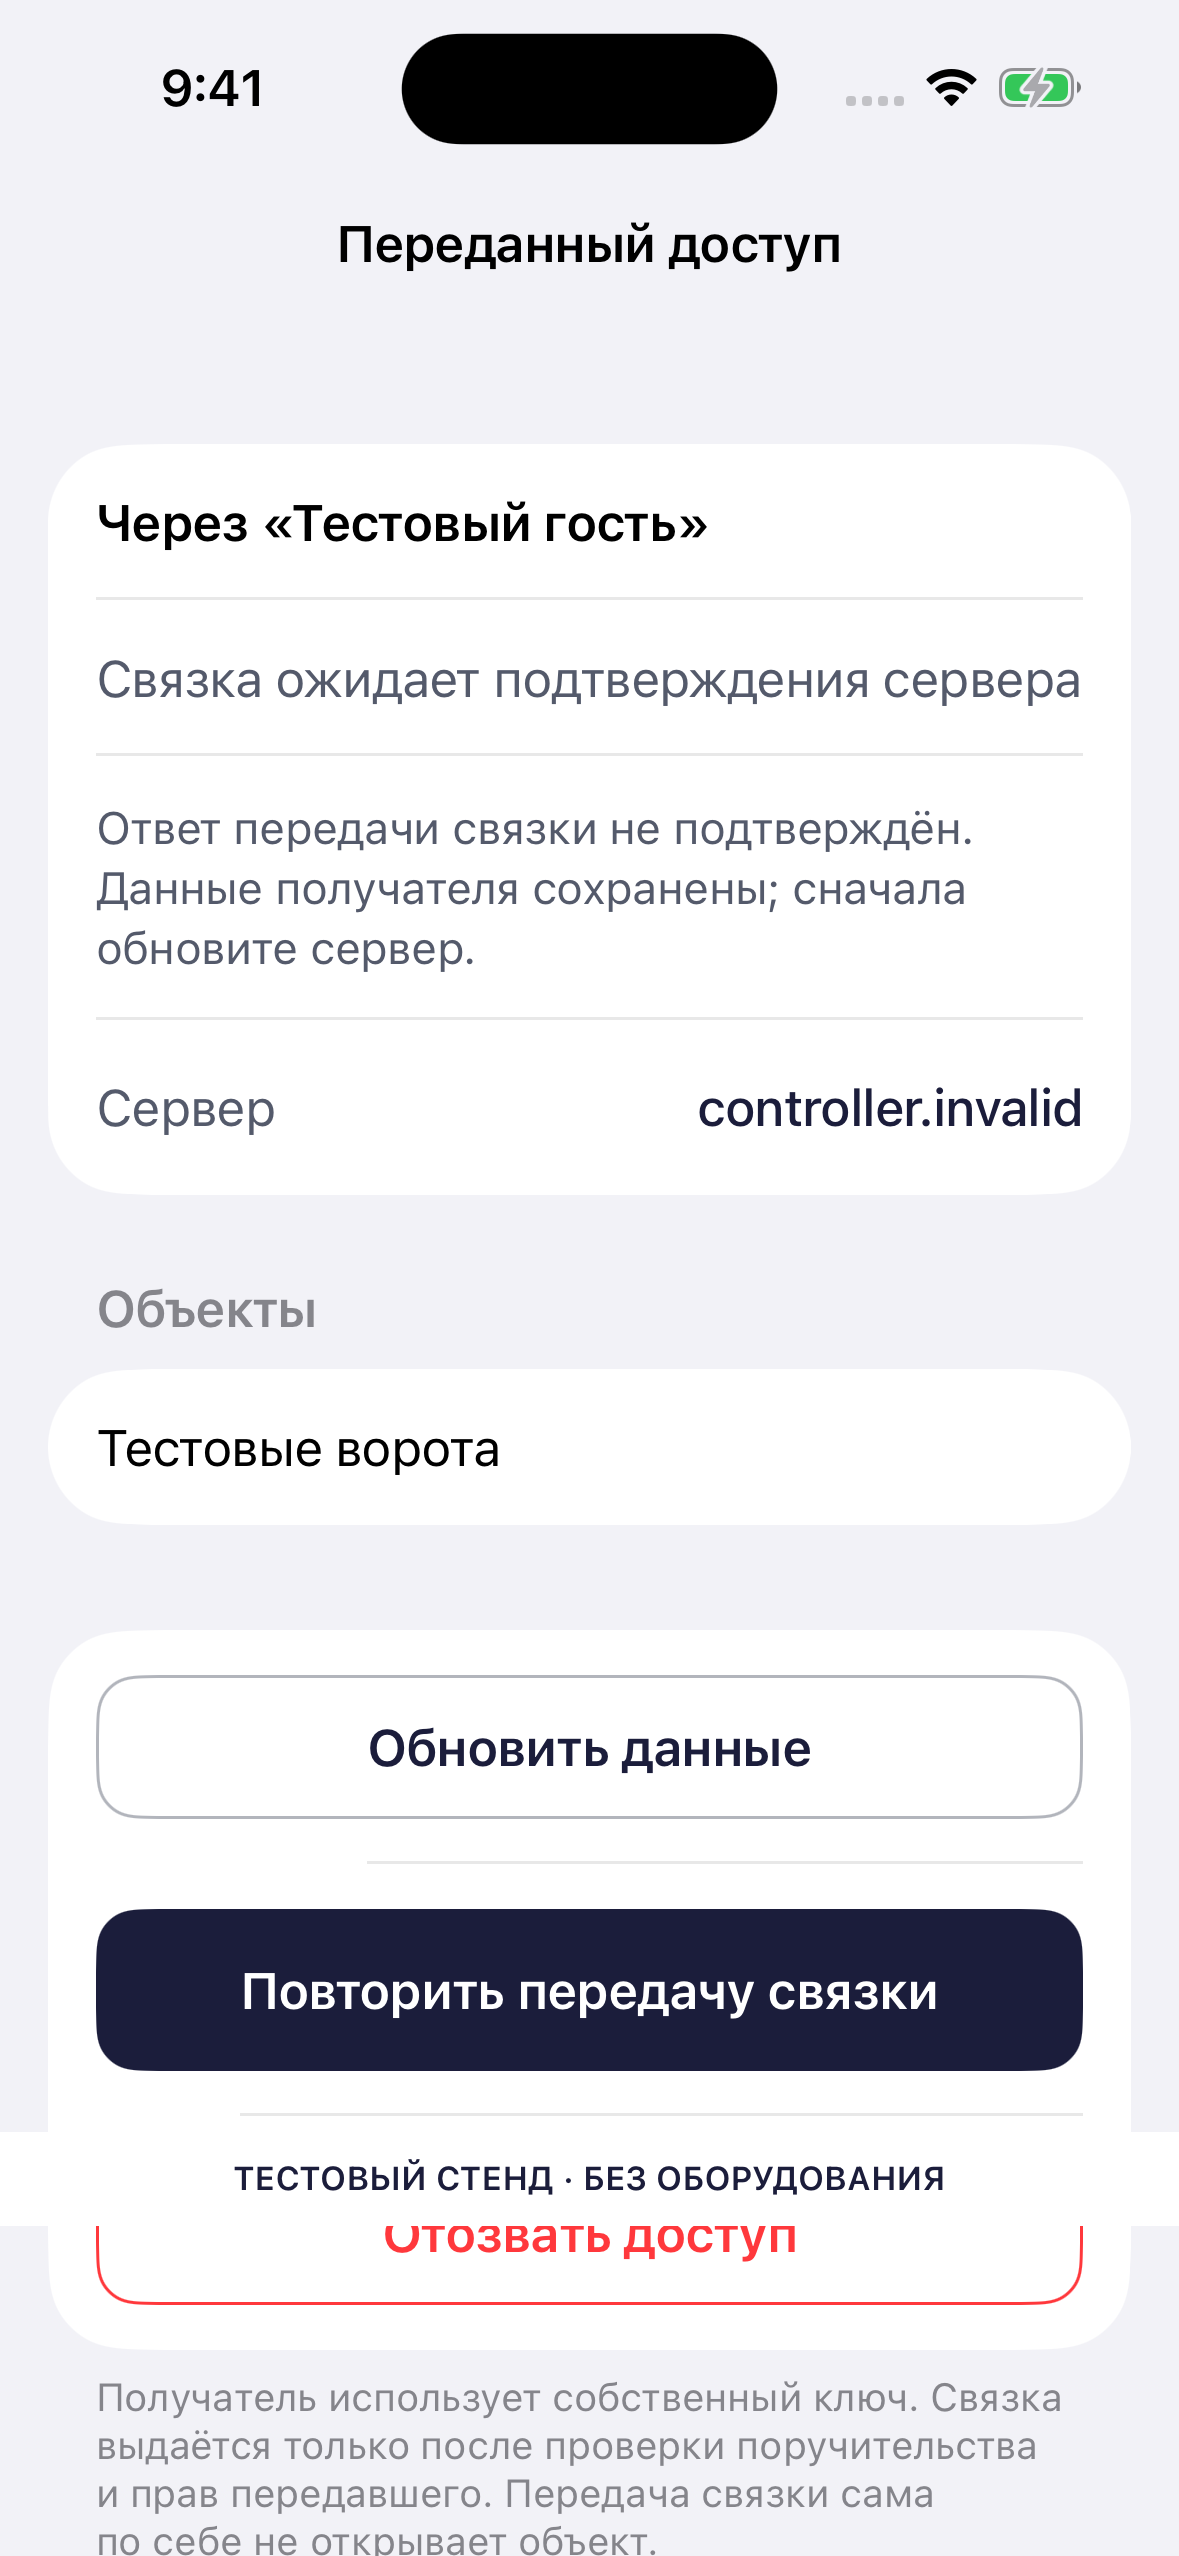 9:41
Переданный доступ
Через «Тестовый гость»
Связка ожидает подтверждения сервера
Ответ передачи связки не подтверждён.
Данные получателя сохранены; сначала
обновите сервер.
Сервер controller.invalid
Объекты
Тестовые ворота
Обновить данные
Повторить передачу связки
ТЕСТОВЫЙ СТЕНД · БЕЗ ОБОРУДОВАНИЯ
Отозвать доступ
Получатель использует собственный ключ. Связка
выдаётся только после проверки поручительства
и прав передавшего. Передача связки сама
по себе не открывает объект.